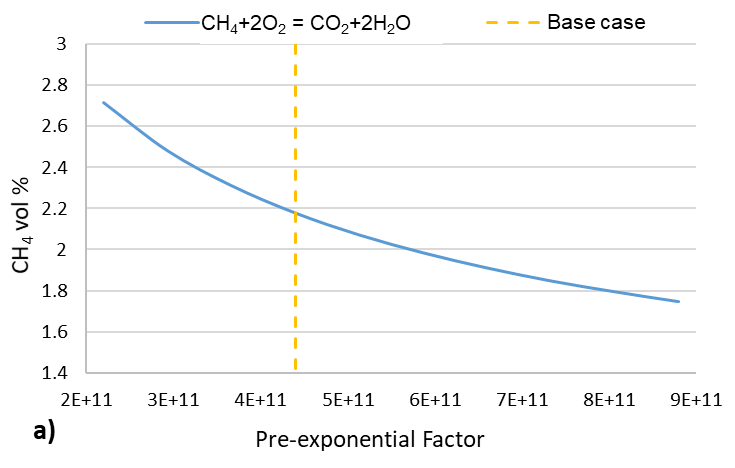 CH₄+2O₂ = CO₂+2H₂O
Base case
3
2.8
2.6
2.4
2.2
2
1.8
1.6
1.4
CH₄ vol %
2E+11 3E+11 4E+11 5E+11 6E+11 7E+11 8E+11 9E+11
a)
Pre-exponential Factor